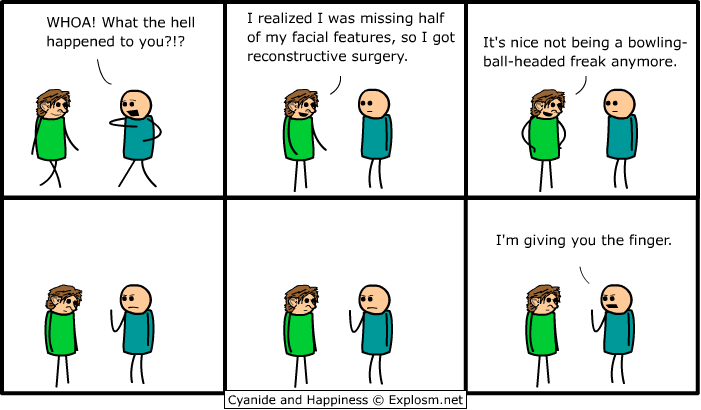 WHOA! What the hell
happened to you?!?
I realized I was missing half
of my facial features, so I got
reconstructive surgery.
It's nice not being a bowling-
ball-headed freak anymore.
I'm giving you the finger.
Cyanide and Happiness © Explosm.net